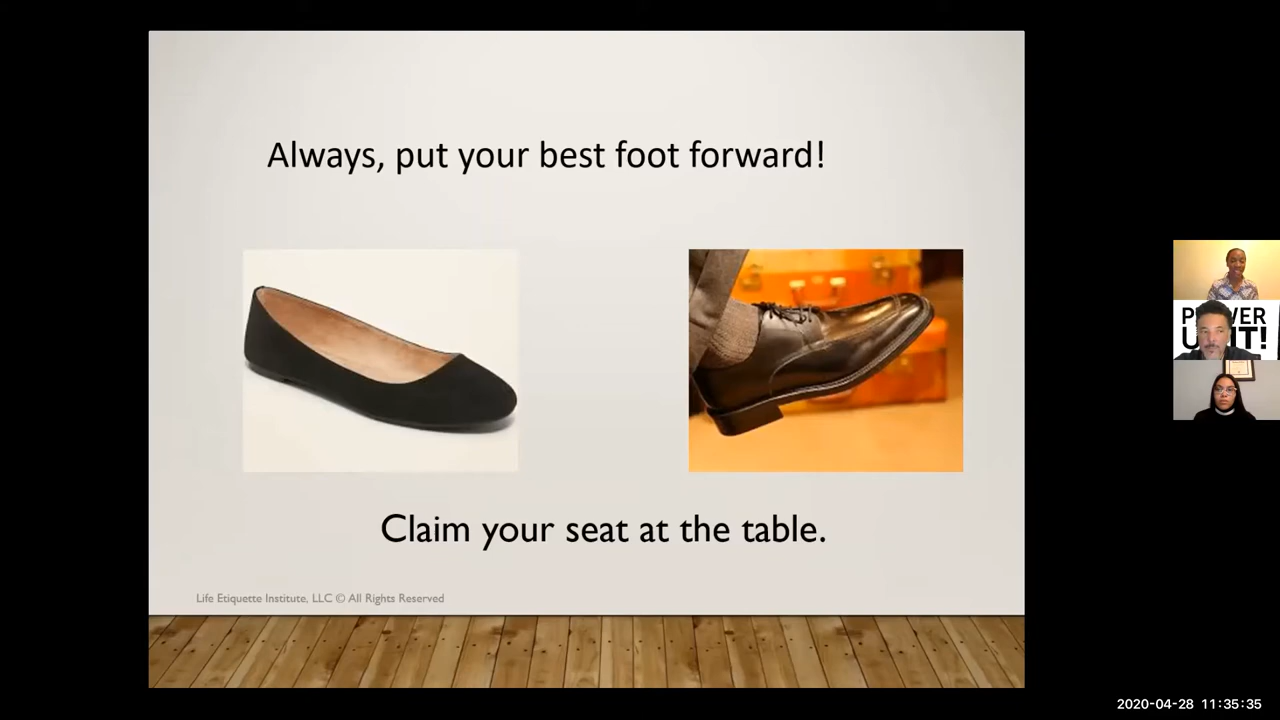 Always, put your best foot forward!
Claim your seat at the table.
Life Etiquette Institute, LLC © All Rights Reserved
2020-04-28 11:35:35